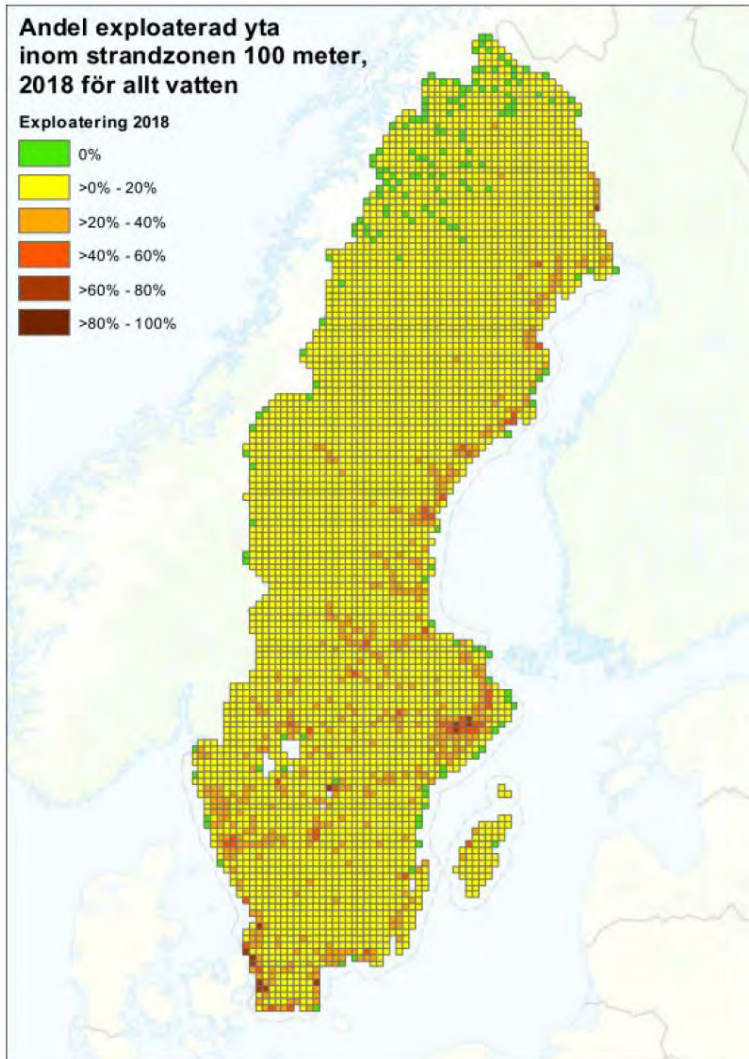 Andel exploaterad yta
inom strandzonen 100 meter,
2018 för allt vatten
Exploatering 2018
0%
>0% - 20%
>20% - 40%
>40% - 60%
>60% - 80%
>80% - 100%